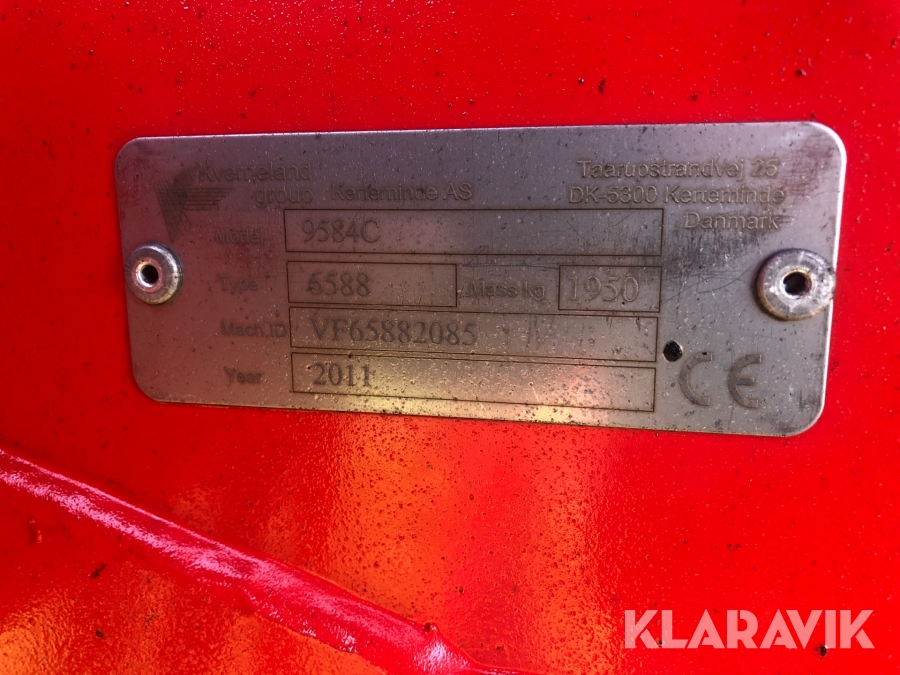 Kverneland
group Kerteminde AS
Taarupstrandvej 25
DK-5300 Kerteminde
Danmark
Model 9584C
Type 6588 Mass kg 1950
Mach.ID VF65882085
Year 2011
CE
KLARAVIK